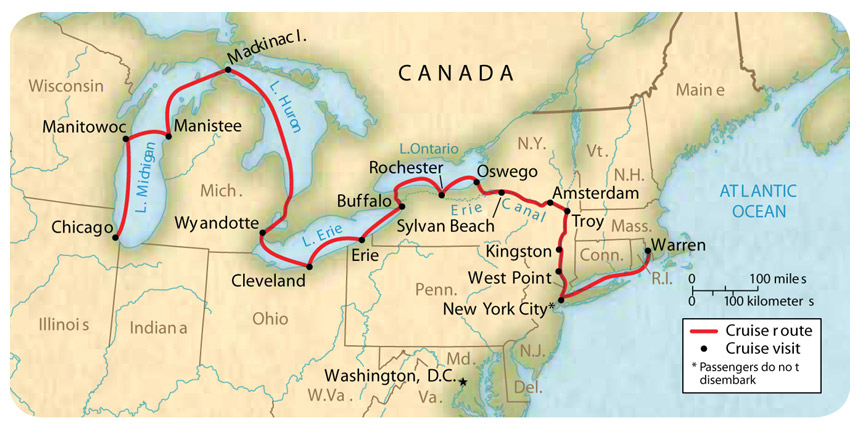 Mackinac I.
CANADA
Wisconsin
Maine
L. Huron
Manitowoc
Manistee
L. Michigan
L.Ontario
N.Y.
Vt.
Rochester
Oswego
N.H.
Mich.
Amsterdam
ATLANTIC
OCEAN
Buffalo
Erie Canal
Chicago
Wyandotte
L. Erie
Sylvan Beach
Troy
Mass.
Erie
Kingston
Conn.
Warren
R.I.
Cleveland
West Point
0 100 miles
0 100 kilometers
Penn.
New York City*
Illinois
Indiana
Ohio
N.J.
Md.
Washington, D.C.
Del.
W.Va.
Va.
Cruise route
Cruise visit
* Passengers do not
disembark